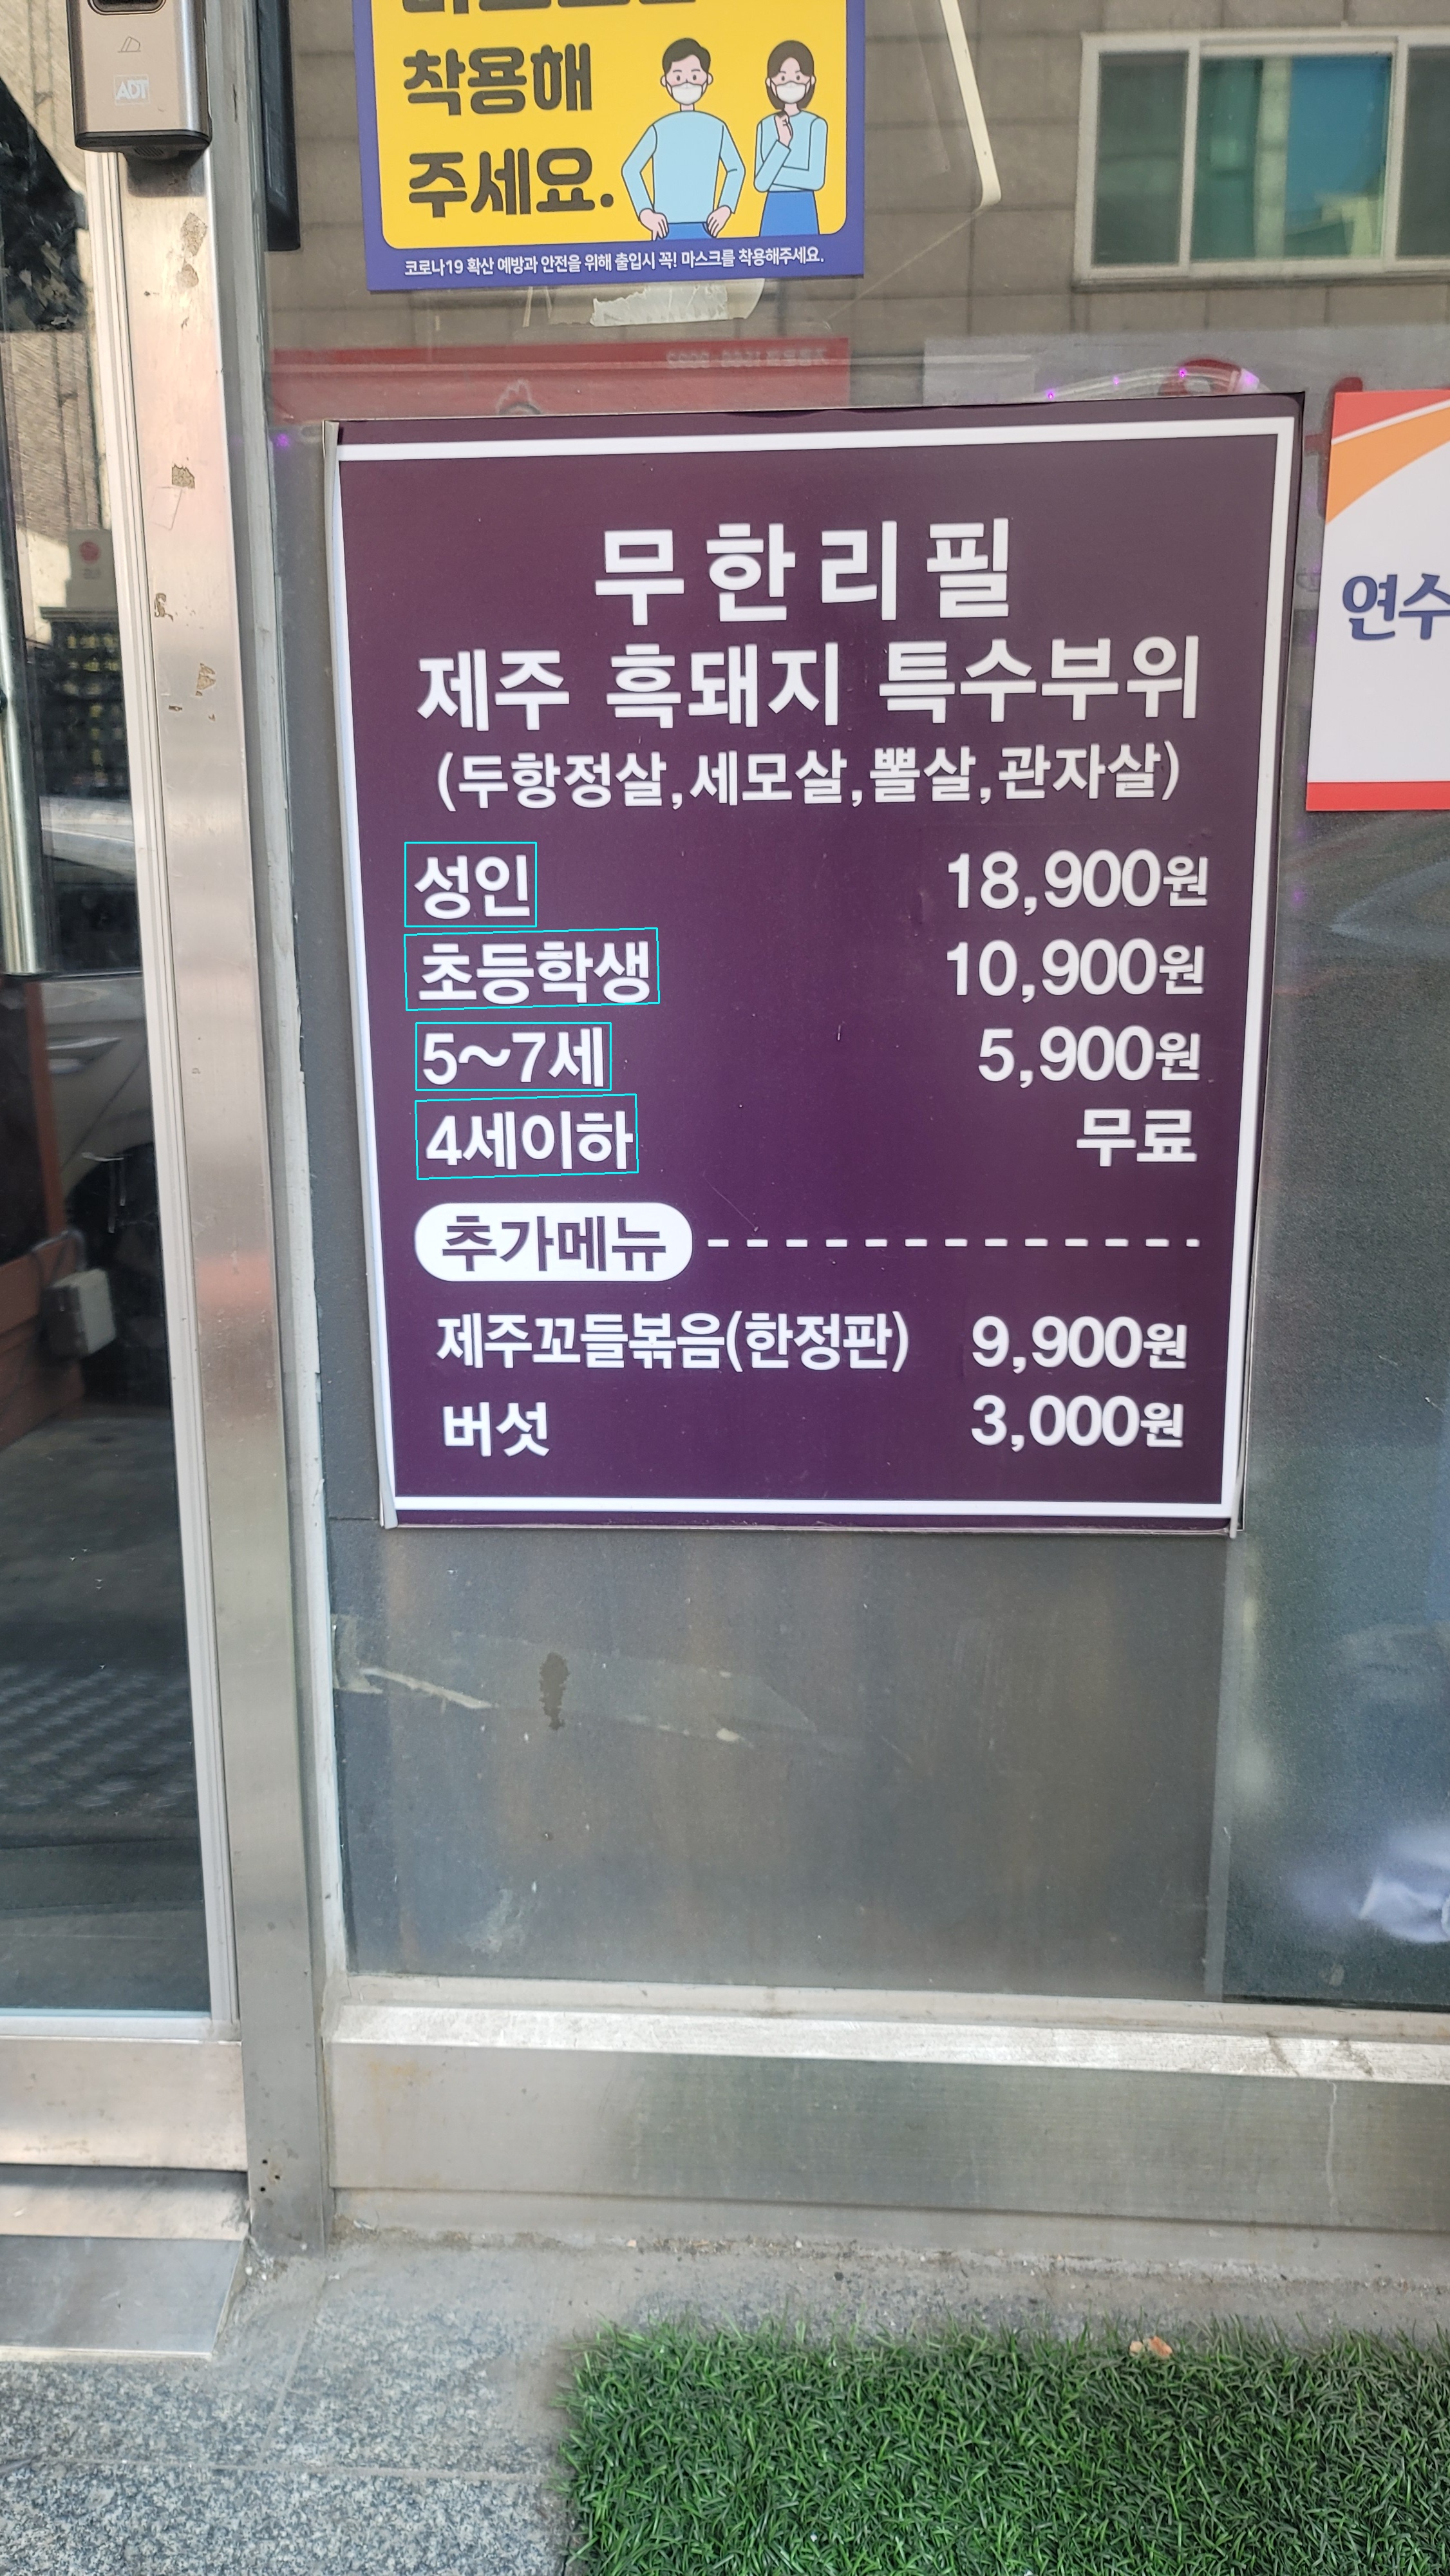 ADT
착용해
주세요.
코로나19 확산 예방과 안전을 위해 출입시 꼭! 마스크를 착용해주세요.
무한리필
제주 흑돼지 특수부위
(두항정살,세모살,뽈살,관자살)
성인 18,900원
초등학생 10,900원
5~7세 5,900원
4세이하 무료
추가메뉴
제주꼬들볶음(한정판) 9,900원
버섯 3,000원
연수